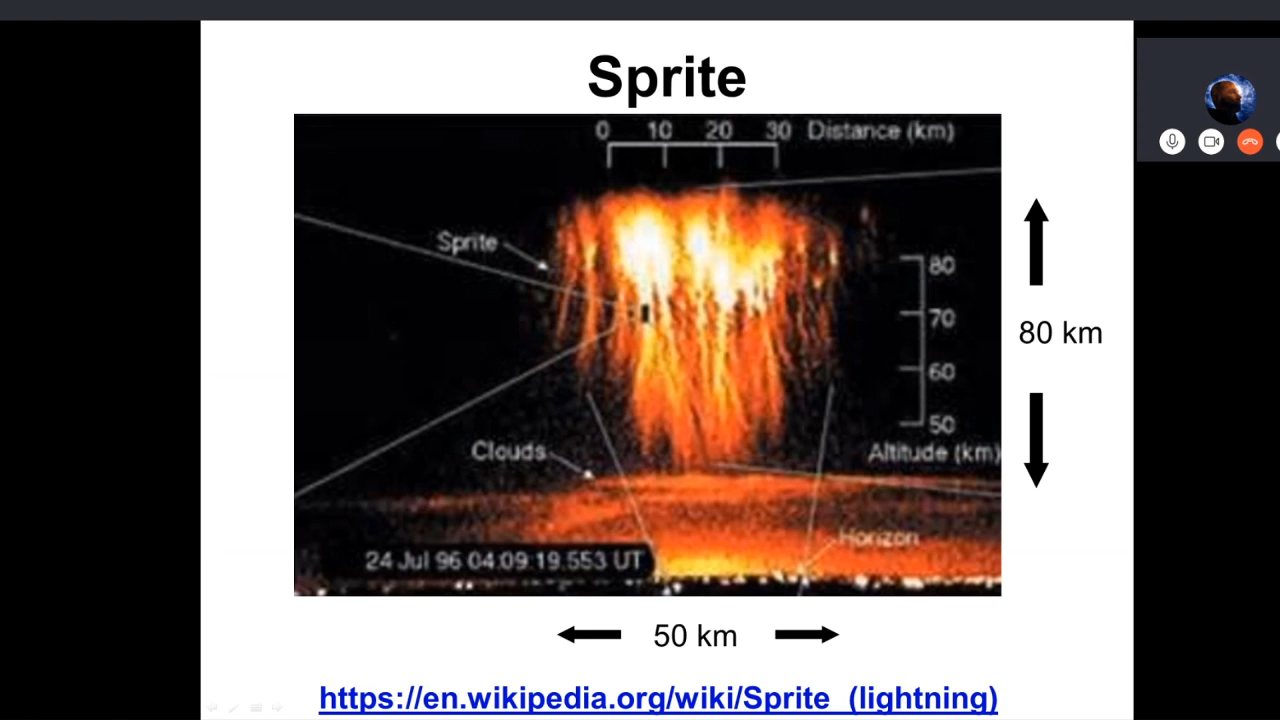 Sprite
0 10 20 30 Distance (km)
Sprite
80
70
80 km
60
50
Clouds
Altitude (km)
Horizon
24 Jul 96 04:09:19.553 UT
50 km
https://en.wikipedia.org/wiki/Sprite_(lightning)